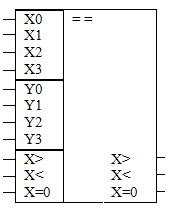 X0 ==
X1
X2
X3
Y0
Y1
Y2
Y3
X> X>
X< X<
X=0 X=0